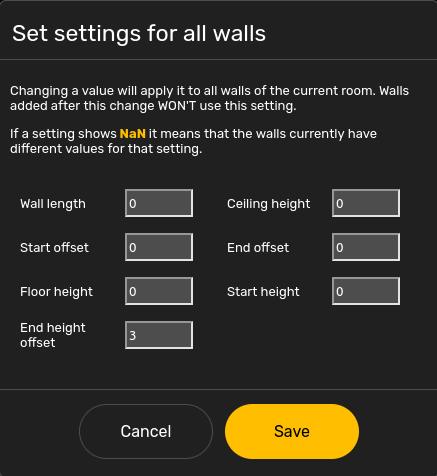 Set settings for all walls
Changing a value will apply it to all walls of the current room. Walls
added after this change WON'T use this setting.
If a setting shows NaN it means that the walls currently have
different values for that setting.
Wall length 0 Ceiling height 0
Start offset 0 End offset 0
Floor height 0 Start height 0
End height
offset 3
Cancel Save